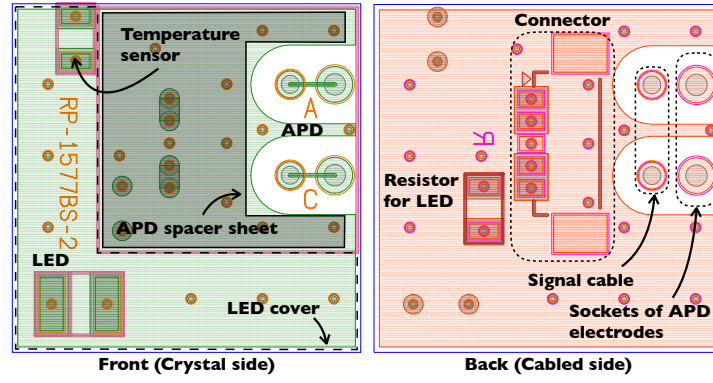 Temperature
sensor
RP-1577BS-2
A
APD
C
APD spacer sheet
LED
LED cover
Front (Crystal side)
Connector
R
Resistor
for LED
Signal cable
Sockets of APD
electrodes
Back (Cabled side)